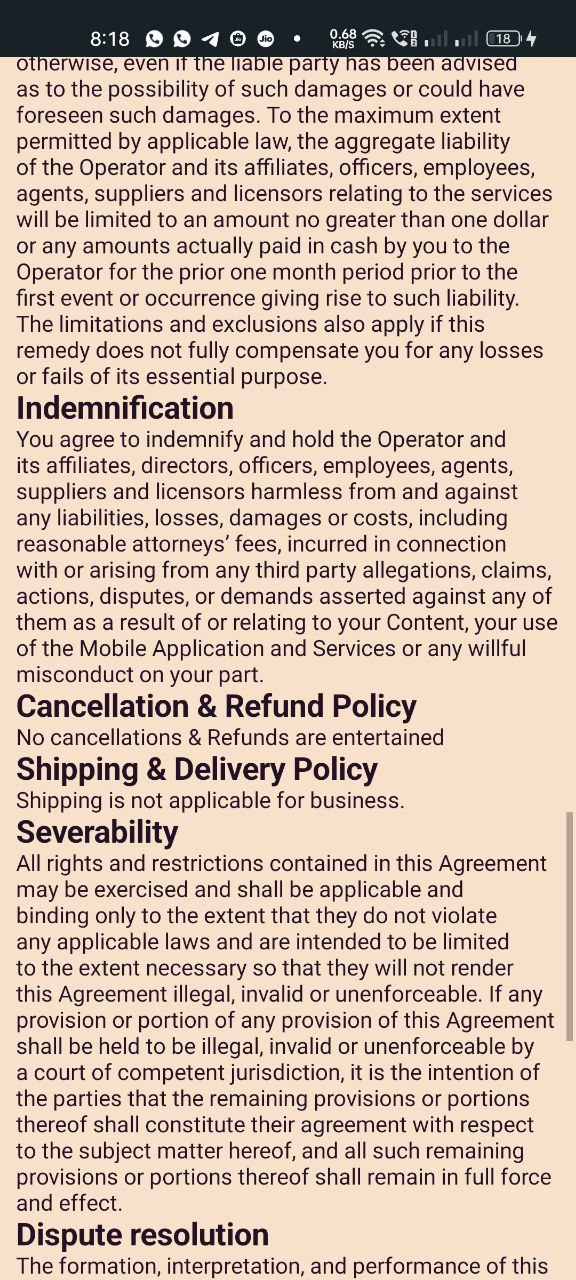 8:18
0.68
KB/S
18
otherwise, even if the liable party has been advised
as to the possibility of such damages or could have
foreseen such damages. To the maximum extent
permitted by applicable law, the aggregate liability
of the Operator and its affiliates, officers, employees,
agents, suppliers and licensors relating to the services
will be limited to an amount no greater than one dollar
or any amounts actually paid in cash by you to the
Operator for the prior one month period prior to the
first event or occurrence giving rise to such liability.
The limitations and exclusions also apply if this
remedy does not fully compensate you for any losses
or fails of its essential purpose.
Indemnification
You agree to indemnify and hold the Operator and
its affiliates, directors, officers, employees, agents,
suppliers and licensors harmless from and against
any liabilities, losses, damages or costs, including
reasonable attorneys’ fees, incurred in connection
with or arising from any third party allegations, claims,
actions, disputes, or demands asserted against any of
them as a result of or relating to your Content, your use
of the Mobile Application and Services or any willful
misconduct on your part.
Cancellation & Refund Policy
No cancellations & Refunds are entertained
Shipping & Delivery Policy
Shipping is not applicable for business.
Severability
All rights and restrictions contained in this Agreement
may be exercised and shall be applicable and
binding only to the extent that they do not violate
any applicable laws and are intended to be limited
to the extent necessary so that they will not render
this Agreement illegal, invalid or unenforceable. If any
provision or portion of any provision of this Agreement
shall be held to be illegal, invalid or unenforceable by
a court of competent jurisdiction, it is the intention of
the parties that the remaining provisions or portions
thereof shall constitute their agreement with respect
to the subject matter hereof, and all such remaining
provisions or portions thereof shall remain in full force
and effect.
Dispute resolution
The formation, interpretation, and performance of this